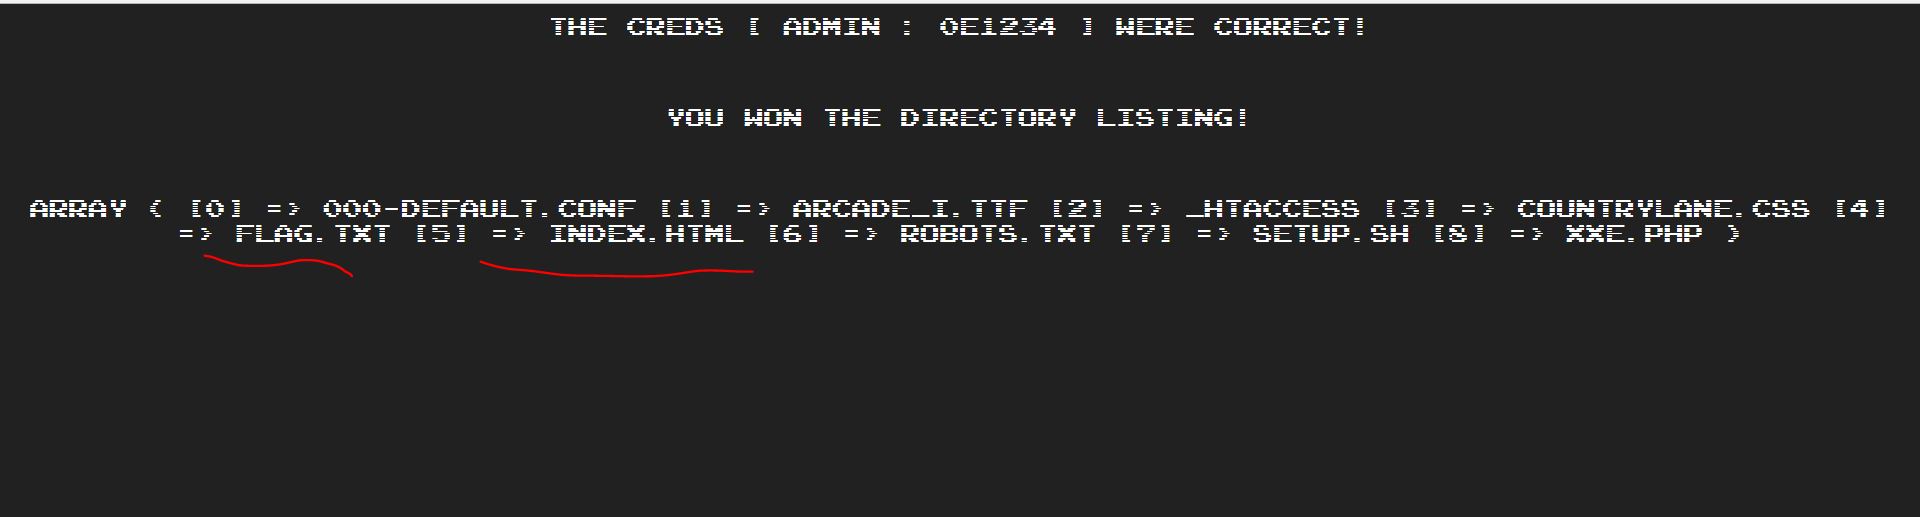 THE CREDS [ ADMIN : 0E1234 ] WERE CORRECT!
YOU WON THE DIRECTORY LISTING!
ARRAY ( [0] => 000-DEFAULT.CONF [1] => ARCADE_I.TTF [2] => _HTACCESS [3] => COUNTRYLANE.CSS [4]
=> FLAG.TXT [5] => INDEX.HTML [6] => ROBOTS.TXT [7] => SETUP.SH [8] => XXE.PHP )